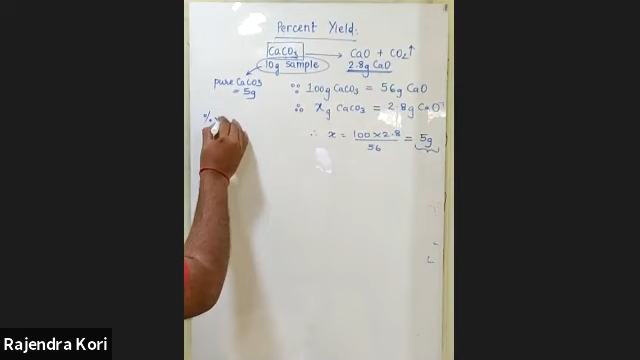 Percent Yield:
CaCO3 → CaO + CO2↑
10g sample 2.8g CaO
pure CaCO3
= 5g
∵ 100g CaCO3 = 56g CaO
∴ xg CaCO3 = 2.8g CaO
∴ x = 100 × 2.8 / 56 = 5g
%
Rajendra Kori